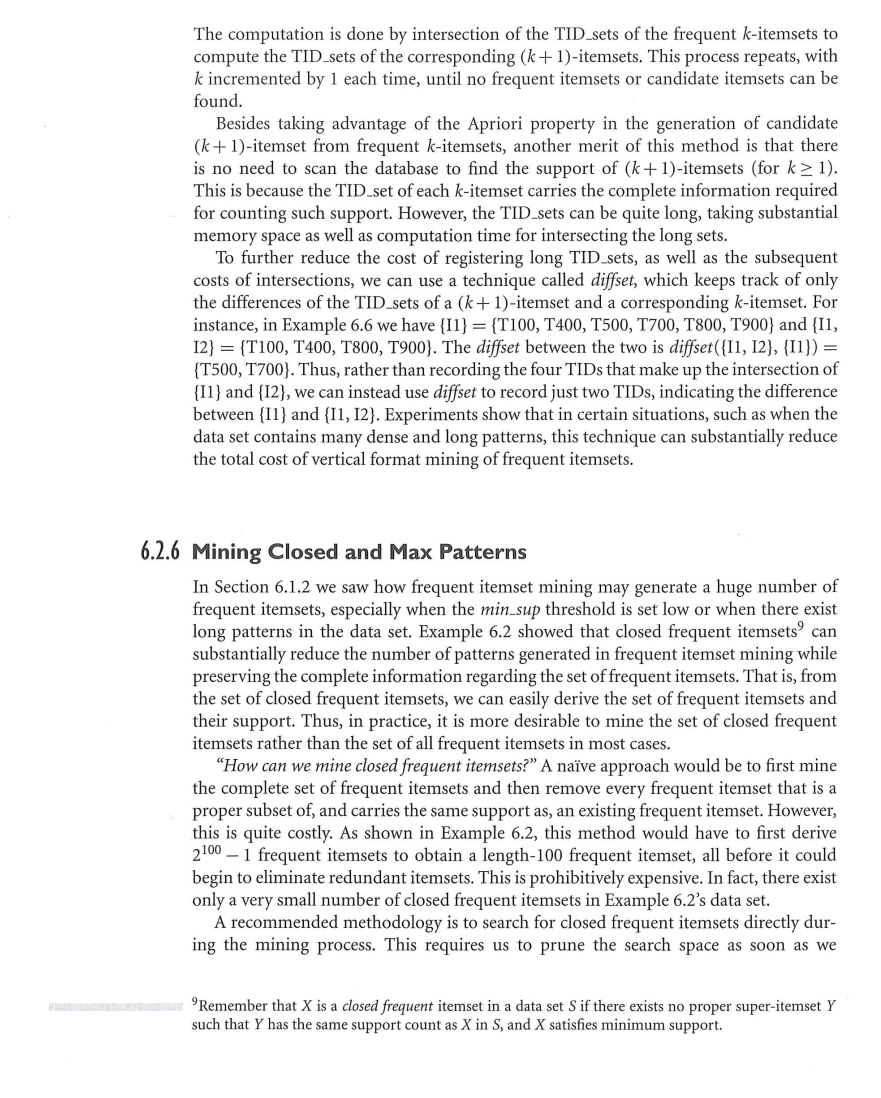 The computation is done by intersection of the TID_sets of the frequent k-itemsets to
compute the TID_sets of the corresponding (k + 1)-itemsets. This process repeats, with
k incremented by 1 each time, until no frequent itemsets or candidate itemsets can be
found.
Besides taking advantage of the Apriori property in the generation of candidate
(k + 1)-itemset from frequent k-itemsets, another merit of this method is that there
is no need to scan the database to find the support of (k + 1)-itemsets (for k ≥ 1).
This is because the TID_set of each k-itemset carries the complete information required
for counting such support. However, the TID_sets can be quite long, taking substantial
memory space as well as computation time for intersecting the long sets.
To further reduce the cost of registering long TID_sets, as well as the subsequent
costs of intersections, we can use a technique called diffset, which keeps track of only
the differences of the TID_sets of a (k + 1)-itemset and a corresponding k-itemset. For
instance, in Example 6.6 we have {I1} = {T100, T400, T500, T700, T800, T900} and {I1,
I2} = {T100, T400, T800, T900}. The diffset between the two is diffset({I1, I2}, {I1}) =
{T500, T700}. Thus, rather than recording the four TIDs that make up the intersection of
{I1} and {I2}, we can instead use diffset to record just two TIDs, indicating the difference
between {I1} and {I1, I2}. Experiments show that in certain situations, such as when the
data set contains many dense and long patterns, this technique can substantially reduce
the total cost of vertical format mining of frequent itemsets.
6.2.6 Mining Closed and Max Patterns
In Section 6.1.2 we saw how frequent itemset mining may generate a huge number of
frequent itemsets, especially when the min_sup threshold is set low or when there exist
long patterns in the data set. Example 6.2 showed that closed frequent itemsets⁹ can
substantially reduce the number of patterns generated in frequent itemset mining while
preserving the complete information regarding the set of frequent itemsets. That is, from
the set of closed frequent itemsets, we can easily derive the set of frequent itemsets and
their support. Thus, in practice, it is more desirable to mine the set of closed frequent
itemsets rather than the set of all frequent itemsets in most cases.
“How can we mine closed frequent itemsets?” A naïve approach would be to first mine
the complete set of frequent itemsets and then remove every frequent itemset that is a
proper subset of, and carries the same support as, an existing frequent itemset. However,
this is quite costly. As shown in Example 6.2, this method would have to first derive
2¹⁰⁰ − 1 frequent itemsets to obtain a length-100 frequent itemset, all before it could
begin to eliminate redundant itemsets. This is prohibitively expensive. In fact, there exist
only a very small number of closed frequent itemsets in Example 6.2’s data set.
A recommended methodology is to search for closed frequent itemsets directly dur-
ing the mining process. This requires us to prune the search space as soon as we
⁹Remember that X is a closed frequent itemset in a data set S if there exists no proper super-itemset Y
such that Y has the same support count as X in S, and X satisfies minimum support.